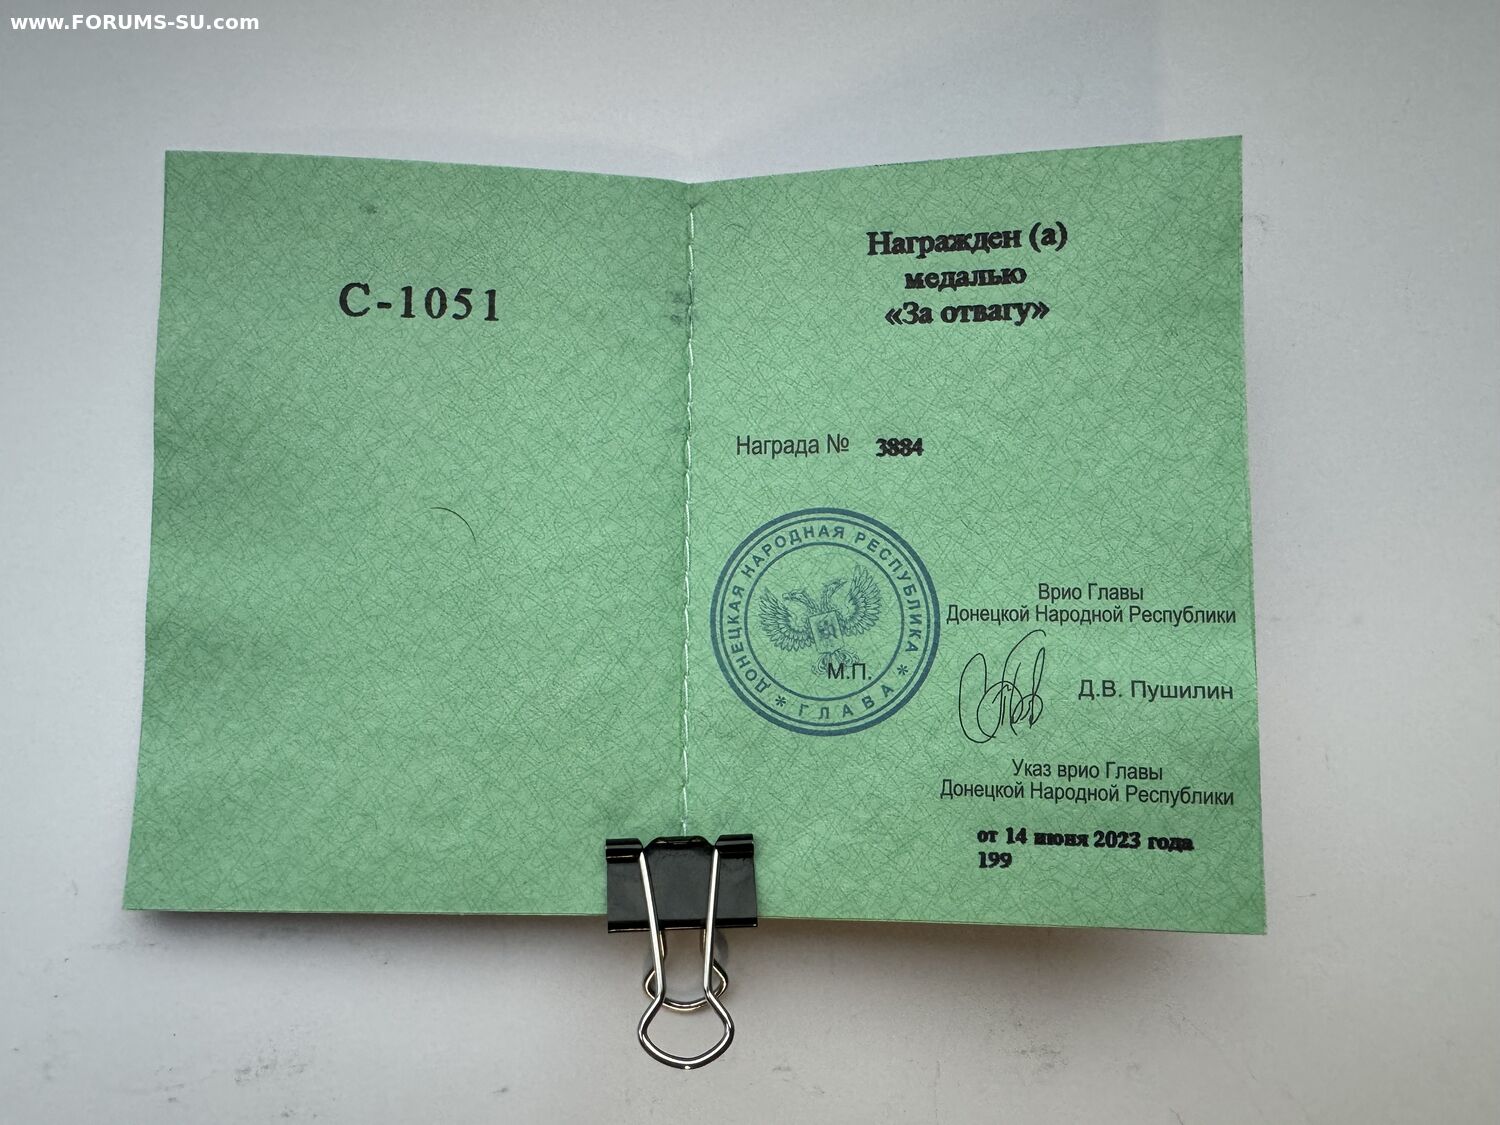 www.FORUMS-SU.com
С-1051
Награжден (а)
медалью
«За отвагу»
Награда № 3884
ДОНЕЦКАЯ НАРОДНАЯ РЕСПУБЛИКА
* ГЛАВА *
М.П.
Врио Главы
Донецкой Народной Республики
Д.В. Пушилин
Указ врио Главы
Донецкой Народной Республики
от 14 июня 2023 года
199